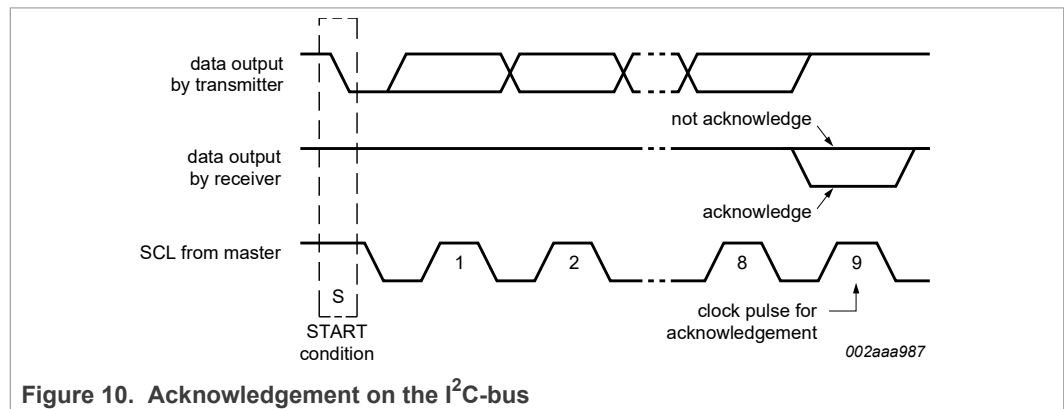 data output
by transmitter
not acknowledge
data output
by receiver
acknowledge
SCL from master
1
2
8
9
S
START
condition
clock pulse for
acknowledgement
002aaa987
Figure 10. Acknowledgement on the I²C-bus